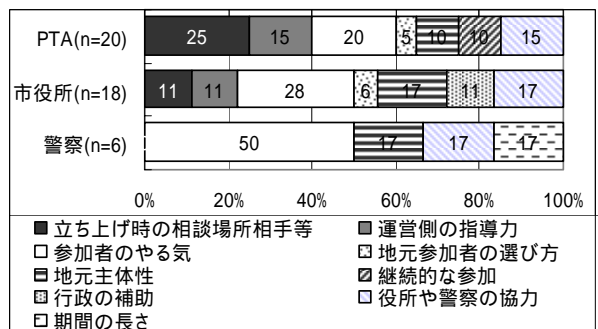 PTA(n=20) 25 15 20 5 10 10 15
市役所(n=18) 11 11 28 6 17 11 17
警察(n=6) 50 17 17 17
0% 20% 40% 60% 80% 100%
立ち上げ時の相談場所相手等 運営側の指導力
参加者のやる気 地元参加者の選び方
地元主体性 継続的な参加
行政の補助 役所や警察の協力
期間の長さ